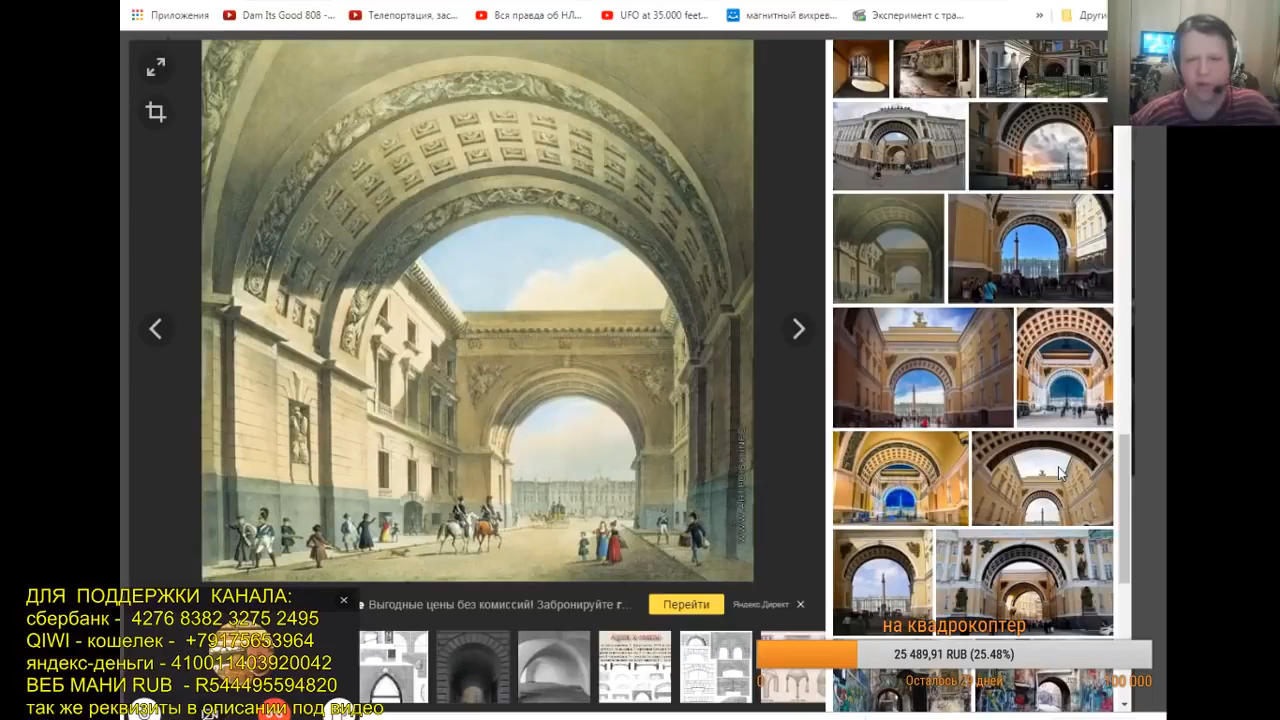 Приложения
Dam Its Good 808 -...
Телепортация, зас...
Вся правда об НЛ...
UFO at 35.000 feet...
магнитный вихрев...
Эксперимент с тра...
»
Други
е Выгодные цены без комиссий! Забронируйте г...
Перейти
Яндекс.Директ
ДЛЯ ПОДДЕРЖКИ КАНАЛА:
сбербанк - 4276 8382 3275 2495
QIWI - кошелек - +79175653964
яндекс-деньги - 410011403920042
ВЕБ МАНИ RUB - R544495594820
так же реквизиты в описании под видео
на квадрокоптер
25 489,91 RUB (25.48%)
0
100 000